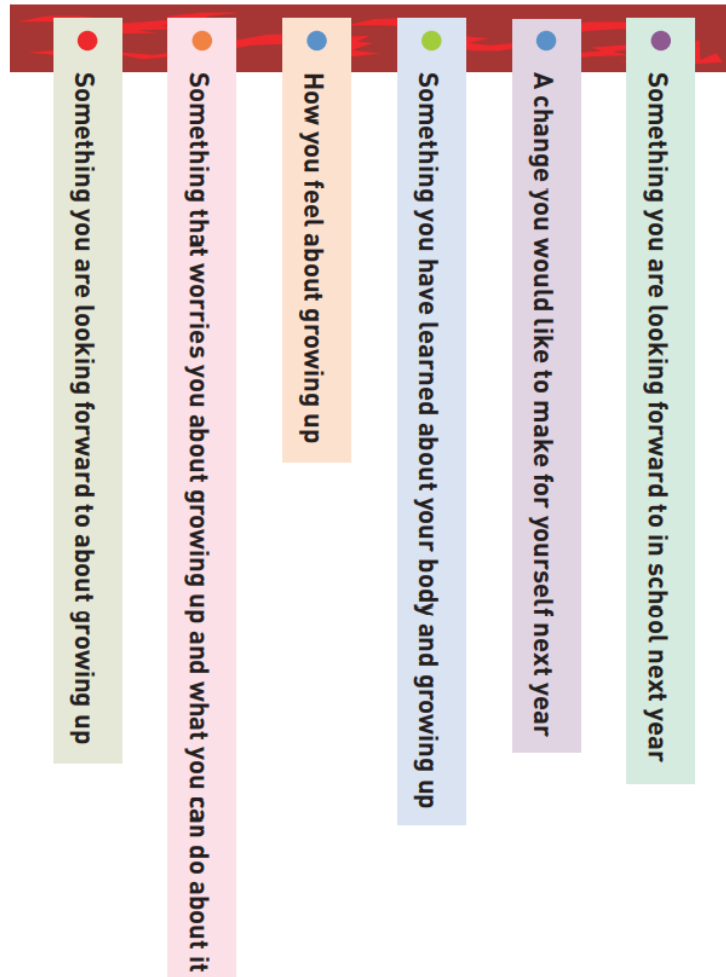 Something you are looking forward to about growing up
Something that worries you about growing up and what you can do about it
How you feel about growing up
Something you have learned about your body and growing up
A change you would like to make for yourself next year
Something you are looking forward to in school next year